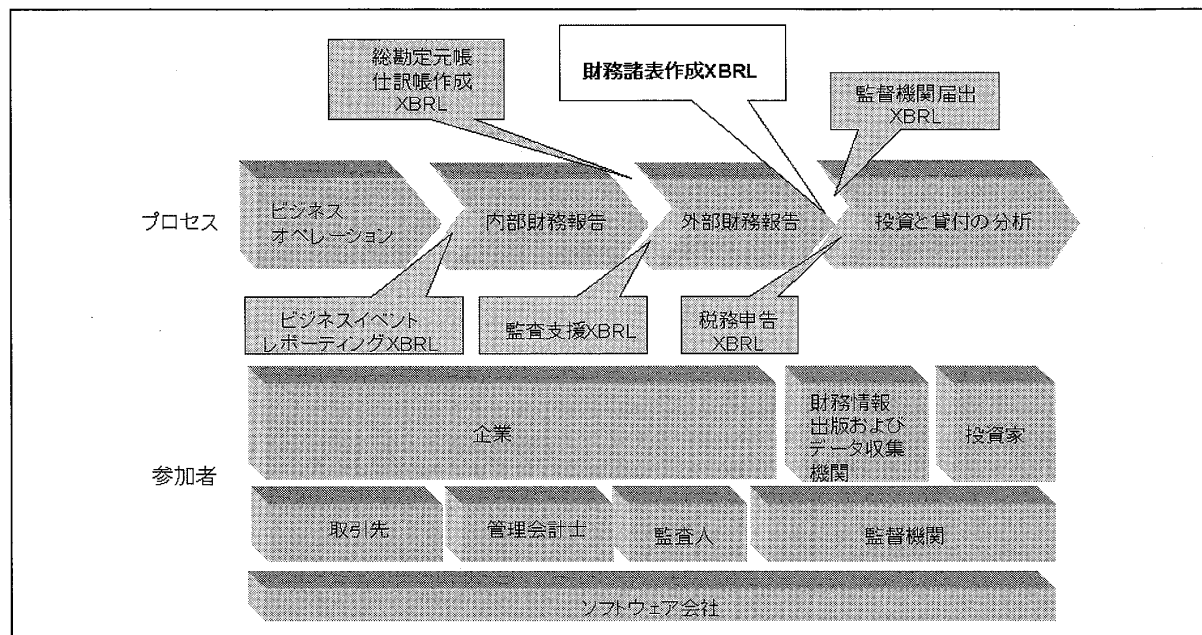 総勘定元帳
仕訳帳作成
XBRL
財務諸表作成XBRL
監督機関届出
XBRL
プロセス
ビジネス
オペレーション
内部財務報告
外部財務報告
投資と貸付の分析
ビジネスイベント
レポーティングXBRL
監査支援XBRL
税務申告
XBRL
参加者
企業
財務情報
出版および
データ収集
機関
投資家
取引先
管理会計士
監査人
監督機関
ソフトウェア会社